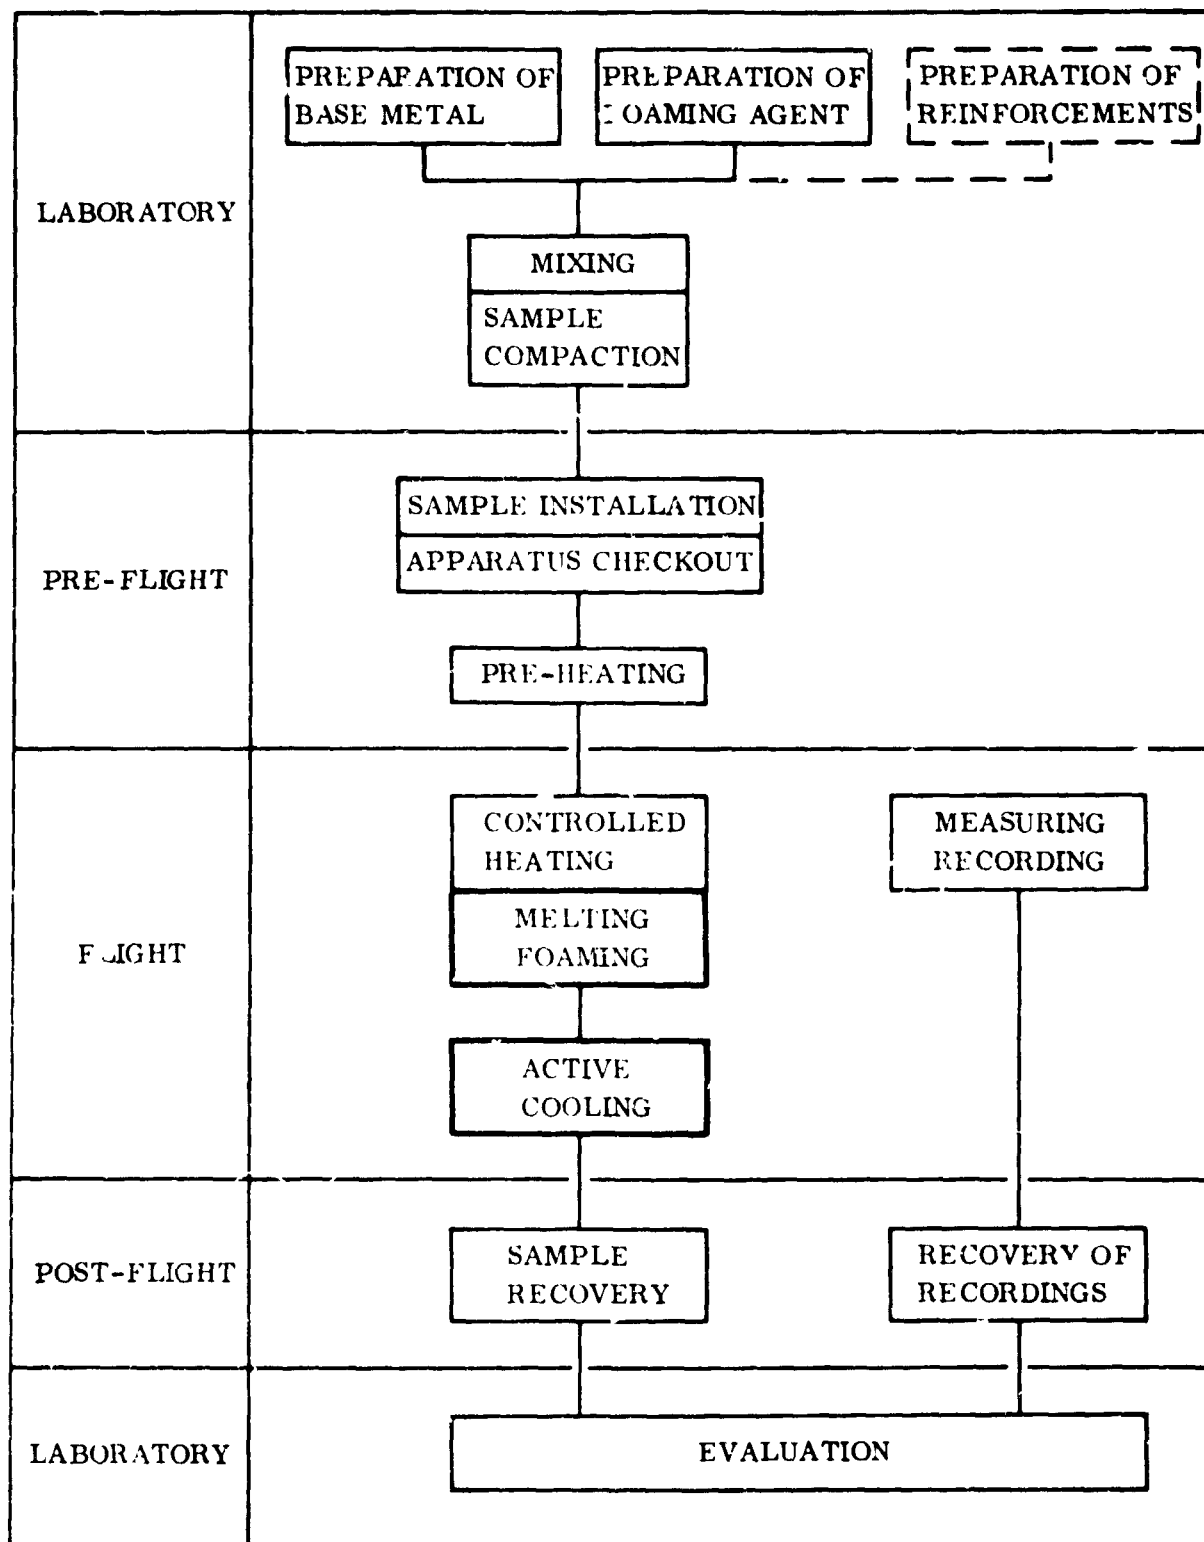 PREPARATION OF
BASE METAL
PREPARATION OF
FOAMING AGENT
PREPARATION OF
REINFORCEMENTS
LABORATORY
MIXING
SAMPLE
COMPACTION
SAMPLE INSTALLATION
APPARATUS CHECKOUT
PRE-FLIGHT
PRE-HEATING
CONTROLLED
HEATING
MEASURING
RECORDING
MELTING
FOAMING
FLIGHT
ACTIVE
COOLING
SAMPLE
RECOVERY
RECOVERY OF
RECORDINGS
POST-FLIGHT
EVALUATION
LABORATORY